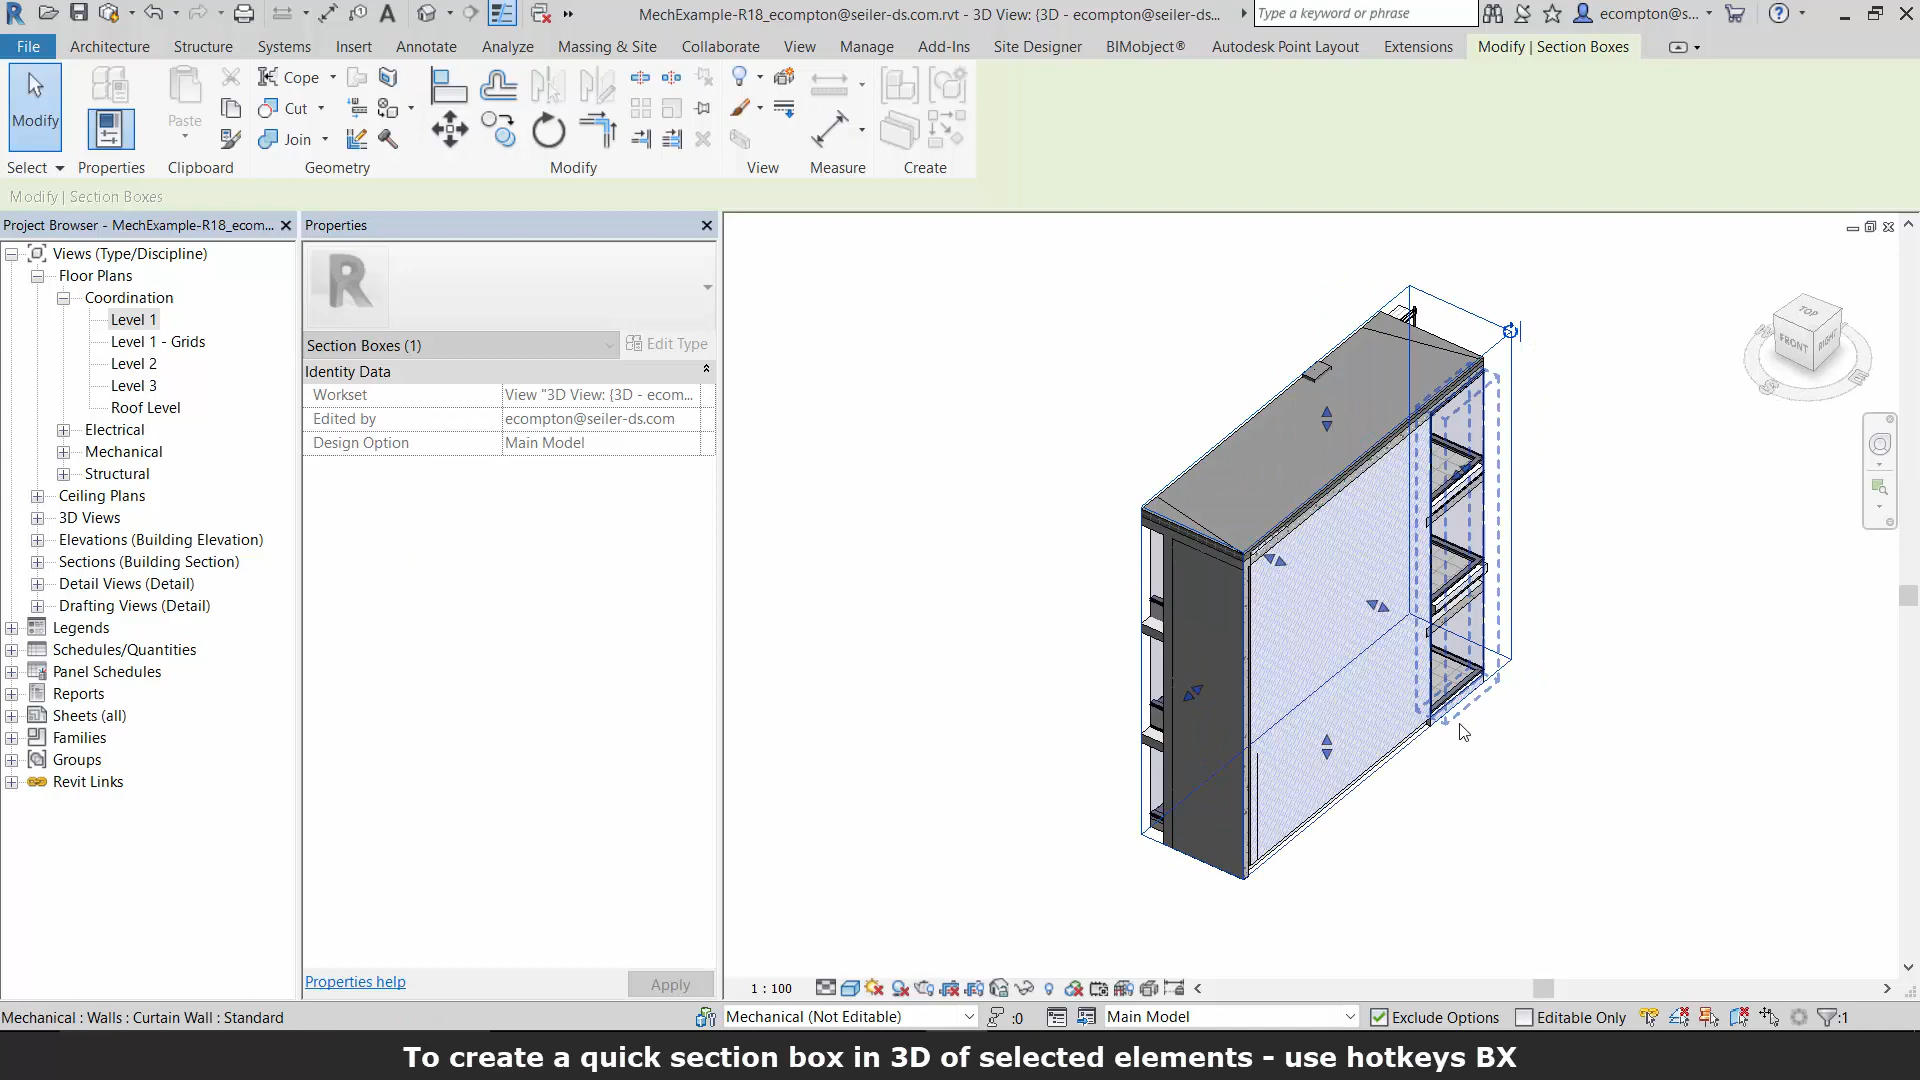 MechExample-R18_ecompton@seiler-ds.com.rvt - 3D View: {3D - ecompton@seiler-ds...
Type a keyword or phrase
ecompton@s...
File Architecture Structure Systems Insert Annotate Analyze Massing & Site Collaborate View Manage Add-Ins Site Designer BIMobject® Autodesk Point Layout Extensions Modify | Section Boxes
Modify
Paste
Cope
Cut
Join
Select Properties Clipboard Geometry Modify View Measure Create
Modify | Section Boxes
Project Browser - MechExample-R18_ecom...
Views (Type/Discipline)
Floor Plans
Coordination
Level 1
Level 1 - Grids
Level 2
Level 3
Roof Level
Electrical
Mechanical
Structural
Ceiling Plans
3D Views
Elevations (Building Elevation)
Sections (Building Section)
Detail Views (Detail)
Drafting Views (Detail)
Legends
Schedules/Quantities
Panel Schedules
Reports
Sheets (all)
Families
Groups
Revit Links
Properties
R
Section Boxes (1)
Edit Type
Identity Data
Workset View "3D View: {3D - ecom...
Edited by ecompton@seiler-ds.com
Design Option Main Model
Properties help
Apply
TOP
FRONT
RIGHT
1 : 100
Mechanical : Walls : Curtain Wall : Standard
Mechanical (Not Editable)
:0
Main Model
Exclude Options
Editable Only
:1
To create a quick section box in 3D of selected elements - use hotkeys BX